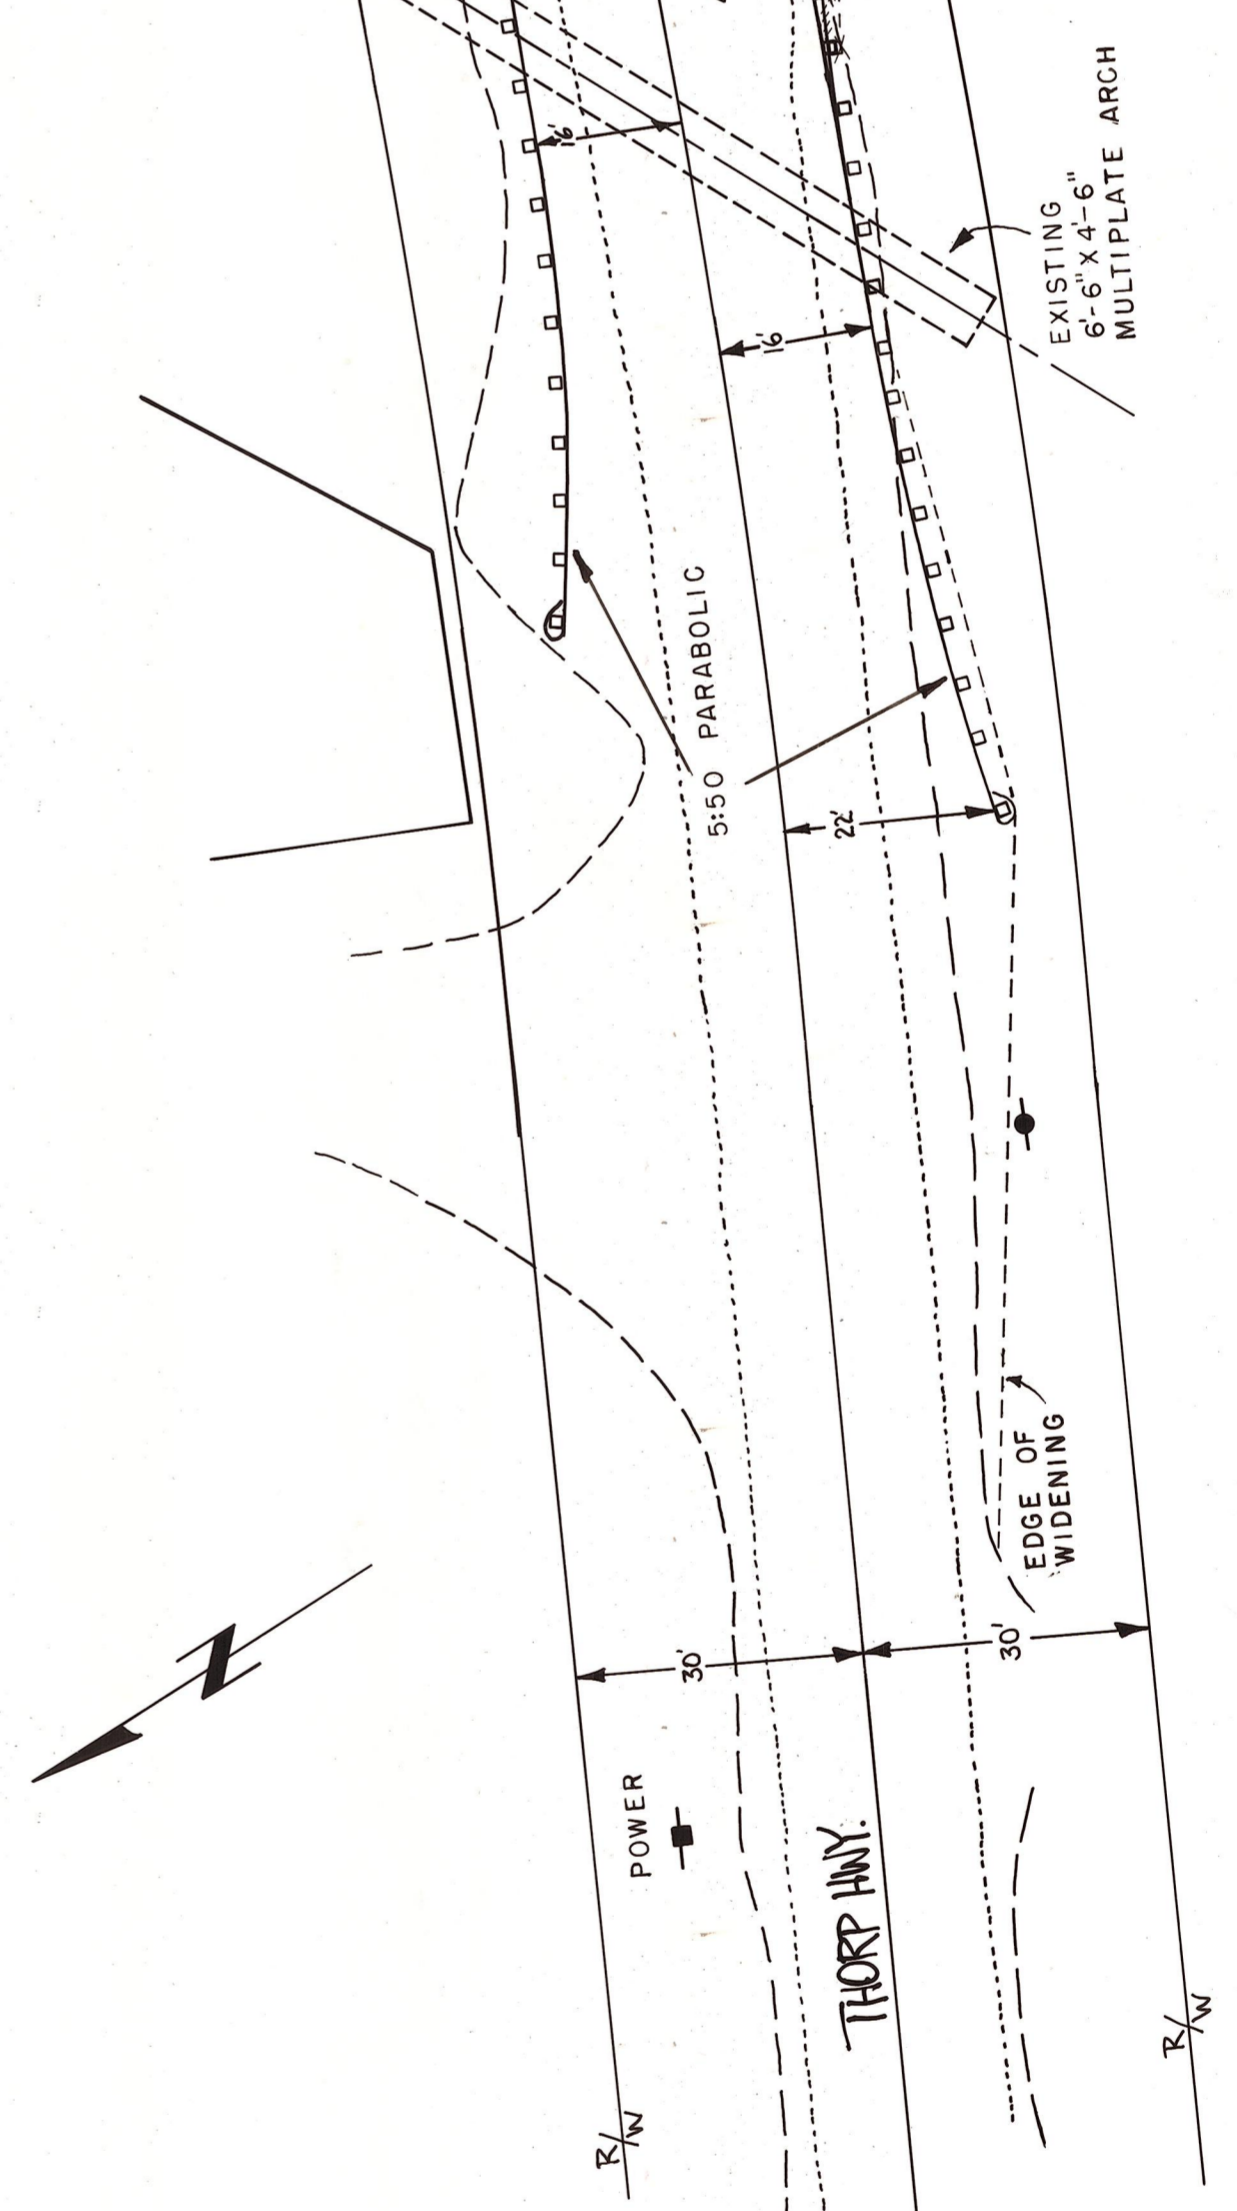 16'
EXISTING
6'-6" X 4'-6"
MULTIPLATE ARCH
16'
5:50 PARABOLIC
22'
EDGE OF
WIDENING
30'
30'
N
POWER
THORP HWY.
R/W
R/W